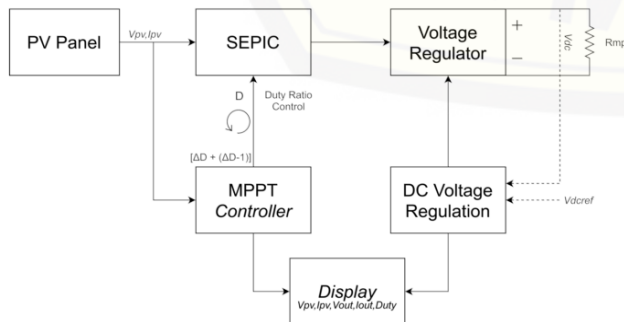 PV Panel
Vpv,Ipv
SEPIC
Voltage
Regulator
+
−
Vdc
Rmp
D
Duty Ratio
Control
[ΔD + (ΔD-1)]
MPPT
Controller
DC Voltage
Regulation
Vdcref
Display
Vpv,Ipv,Vout,Iout,Duty